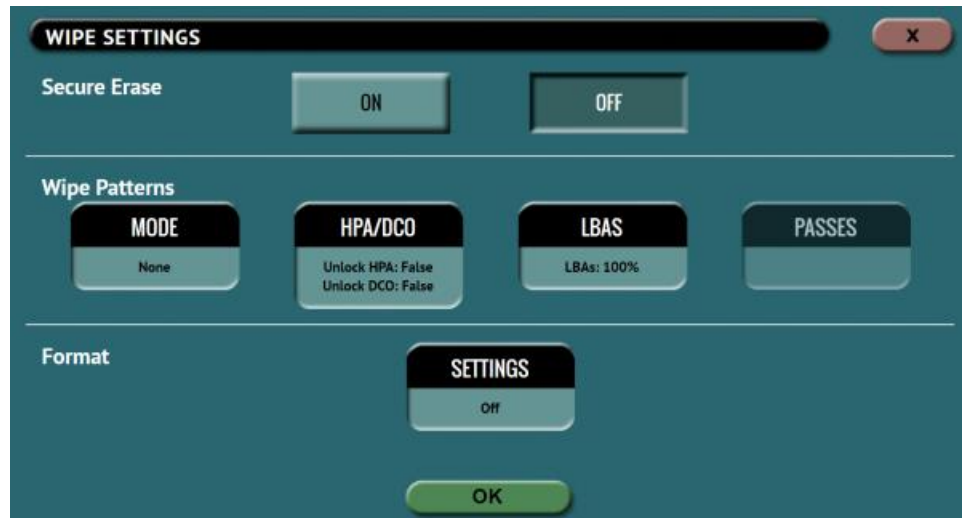 WIPE SETTINGS
X
Secure Erase
ON
OFF
Wipe Patterns
MODE
None
HPA/DCO
Unlock HPA: False
Unlock DCO: False
LBAS
LBAs: 100%
PASSES
Format
SETTINGS
Off
OK